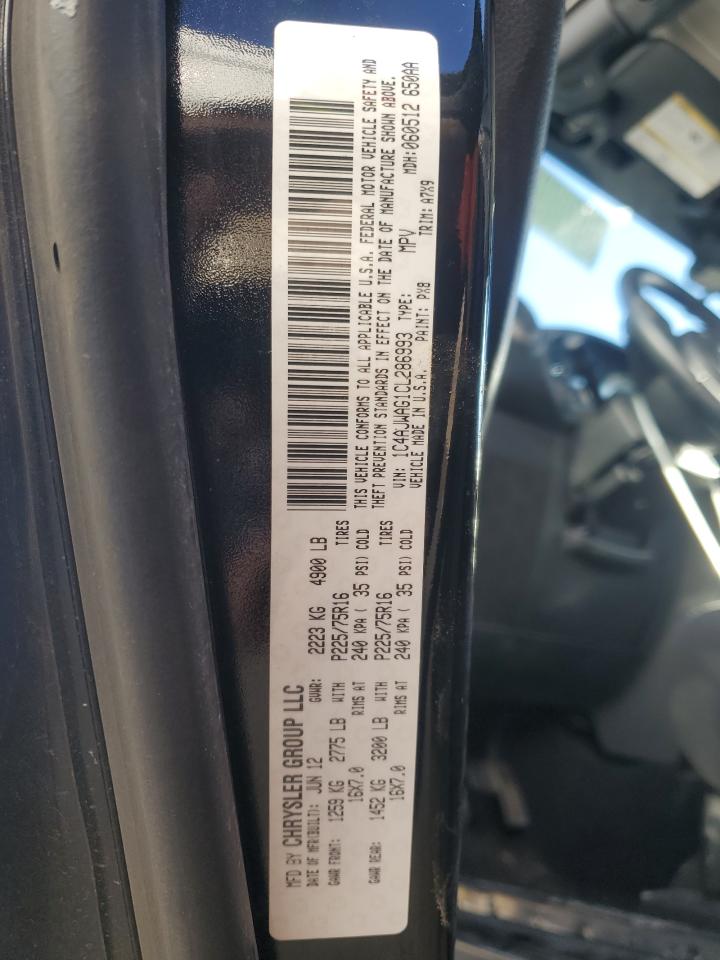 MFD BY CHRYSLER GROUP LLC
DATE OF MFR(BUILT): JUN 12 GVWR: 2223 KG 4900 LB
GAWR FRONT: 1259 KG 2775 LB WITH P225/75R16 TIRES
16X7.0 RIMS AT 240 KPA ( 35 PSI) COLD
GAWR REAR: 1452 KG 3200 LB WITH P225/75R16 TIRES
16X7.0 RIMS AT 240 KPA ( 35 PSI) COLD
THIS VEHICLE CONFORMS TO ALL APPLICABLE U.S.A. FEDERAL MOTOR VEHICLE SAFETY AND
THEFT PREVENTION STANDARDS IN EFFECT ON THE DATE OF MANUFACTURE SHOWN ABOVE.
VIN: 1C4AJWAG1CL286993 TYPE: MPV MDH:060512 650AA
VEHICLE MADE IN U.S.A. PAINT: PX8 TRIM: A7X9